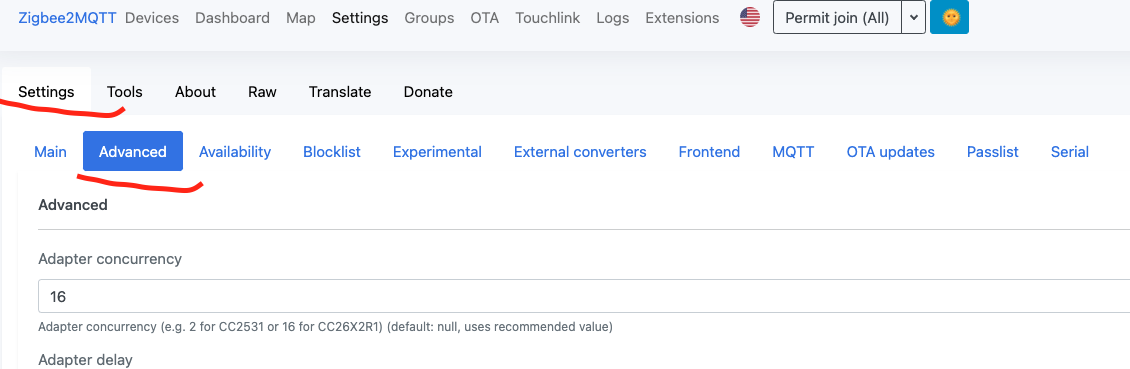 Zigbee2MQTT Devices Dashboard Map Settings Groups OTA Touchlink Logs Extensions Permit join (All)
Settings Tools About Raw Translate Donate
Main Advanced Availability Blocklist Experimental External converters Frontend MQTT OTA updates Passlist Serial
Advanced
Adapter concurrency
16
Adapter concurrency (e.g. 2 for CC2531 or 16 for CC26X2R1) (default: null, uses recommended value)
Adapter delay